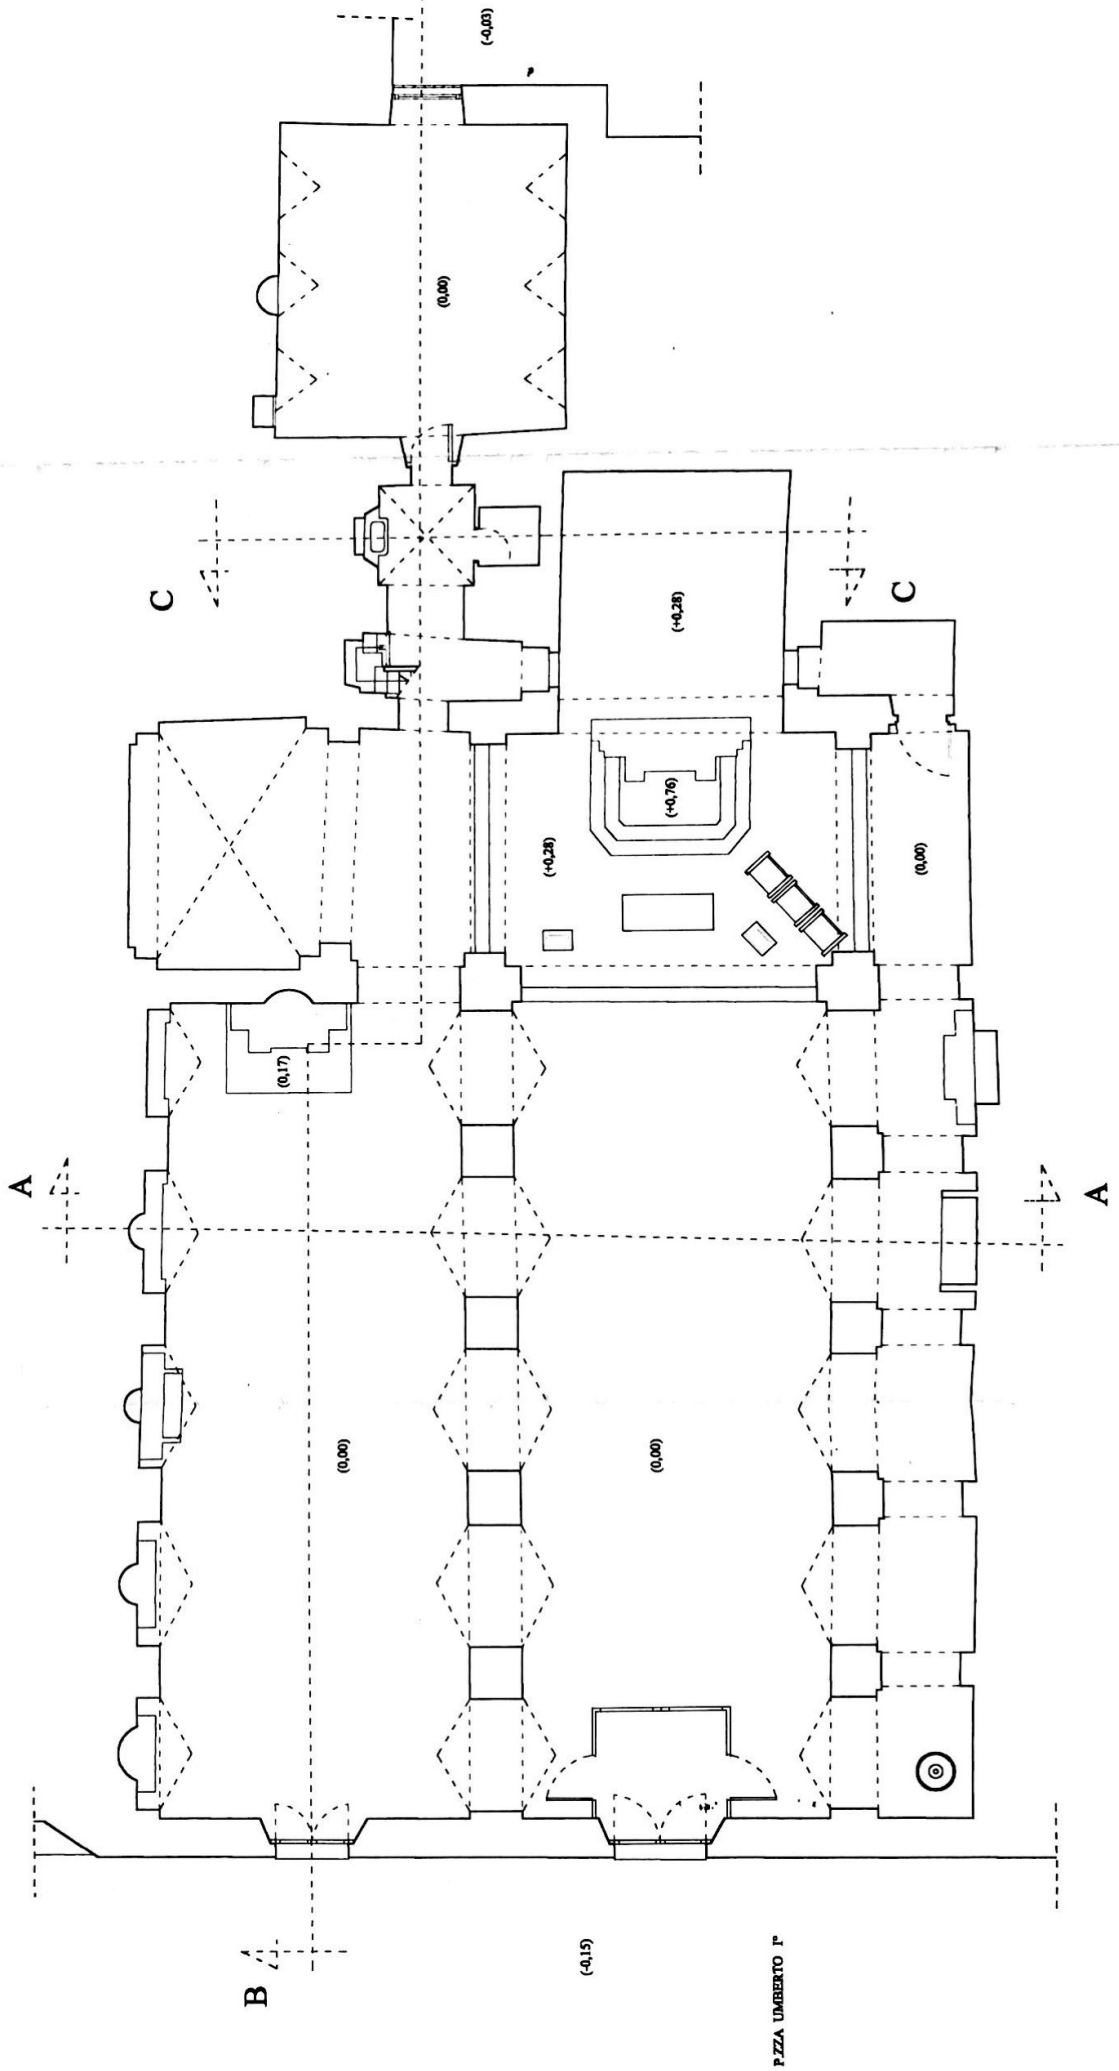 (-0,03)
(0,00)
C
C
(+0,28)
(+0,76)
(+0,28)
(0,00)
(0,17)
A
A
(0,00)
(0,00)
B
(-0,15)
P.ZZA UMBERTO I°